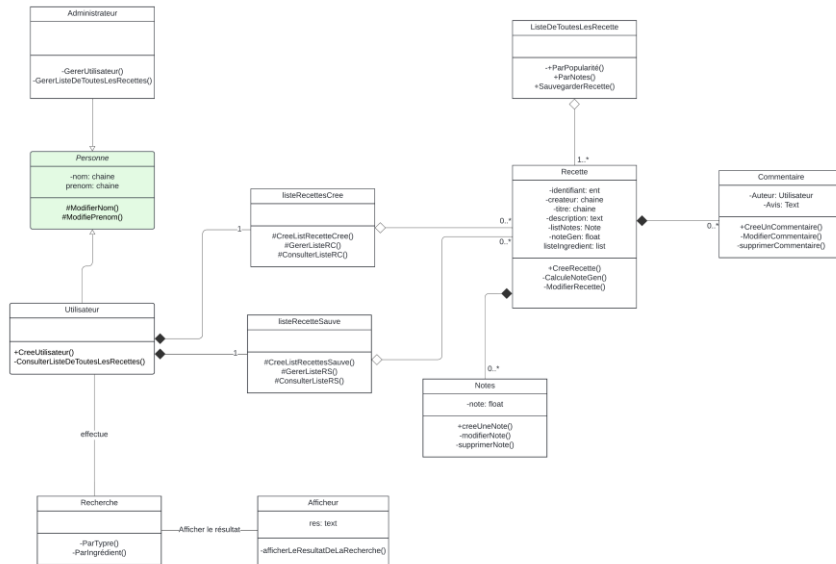 Administrateur
-GererUtilisateur()
-GererListeDeToutesLesRecettes()
ListeDeToutesLesRecette
-+ParPopularité()
+ParNotes()
+SauvegarderRecette()
Personne
-nom: chaine
prenom: chaine
#ModifierNom()
#ModifiePrenom()
listeRecettesCree
#CreeListRecetteCree()
#GererListeRC()
#ConsulterListeRC()
1..*
Recette
-identifiant: ent
-createur: chaine
-titre: chaine
-description: text
-listNotes: Note
-noteGen: float
listeIngredient: list
+CreeRecette()
-CalculeNoteGen()
-ModifierRecette()
Commentaire
-Auteur: Utilisateur
-Avis: Text
+CreeUnCommentaire()
-ModifierCommentaire()
-supprimerCommentaire()
1
0..*
0..*
0..*
Utilisateur
+CreeUtilisateur()
-ConsulterListeDeToutesLesRecettes()
listeRecetteSauve
#CreeListRecettesSauve()
#GererListeRS()
#ConsulterListeRS()
1
0..*
Notes
-note: float
+creeUneNote()
-modifierNote()
-supprimerNote()
effectue
Recherche
-ParTypre()
-ParIngrédient()
Afficher le résultat
Afficheur
res: text
-afficherLeResultatDeLaRecherche()